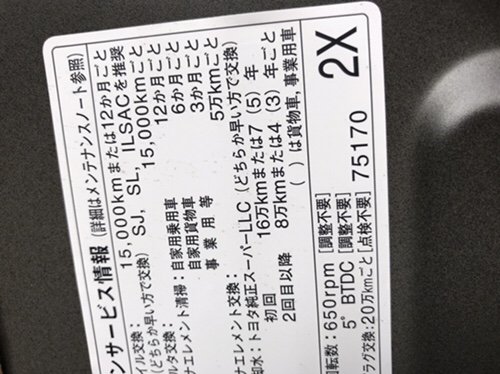 ンサービス情報 (詳細はメンテナンスノート参照)
イル交換: 15,000kmまたは12か月ごと
(どちらか早い方で交換) SJ, SL, ILSACを推奨
ルタ交換: 15,000kmごと
ナエレメント清掃: 自家用乗用車 12か月ごと
自家用貨物車 6か月ごと
事業用等 3か月ごと
ナエレメント交換: 5万kmごと
却水: トヨタ純正スーパーLLC (どちらか早い方で交換)
初回 16万kmまたは7 (5) 年
2回目以降 8万kmまたは4 (3) 年ごと
( ) は貨物車, 事業用車
回転数: 650rpm [調整不要]
5° BTDC [調整不要]
ラグ交換: 20万kmごと [点検不要]
75170
2X